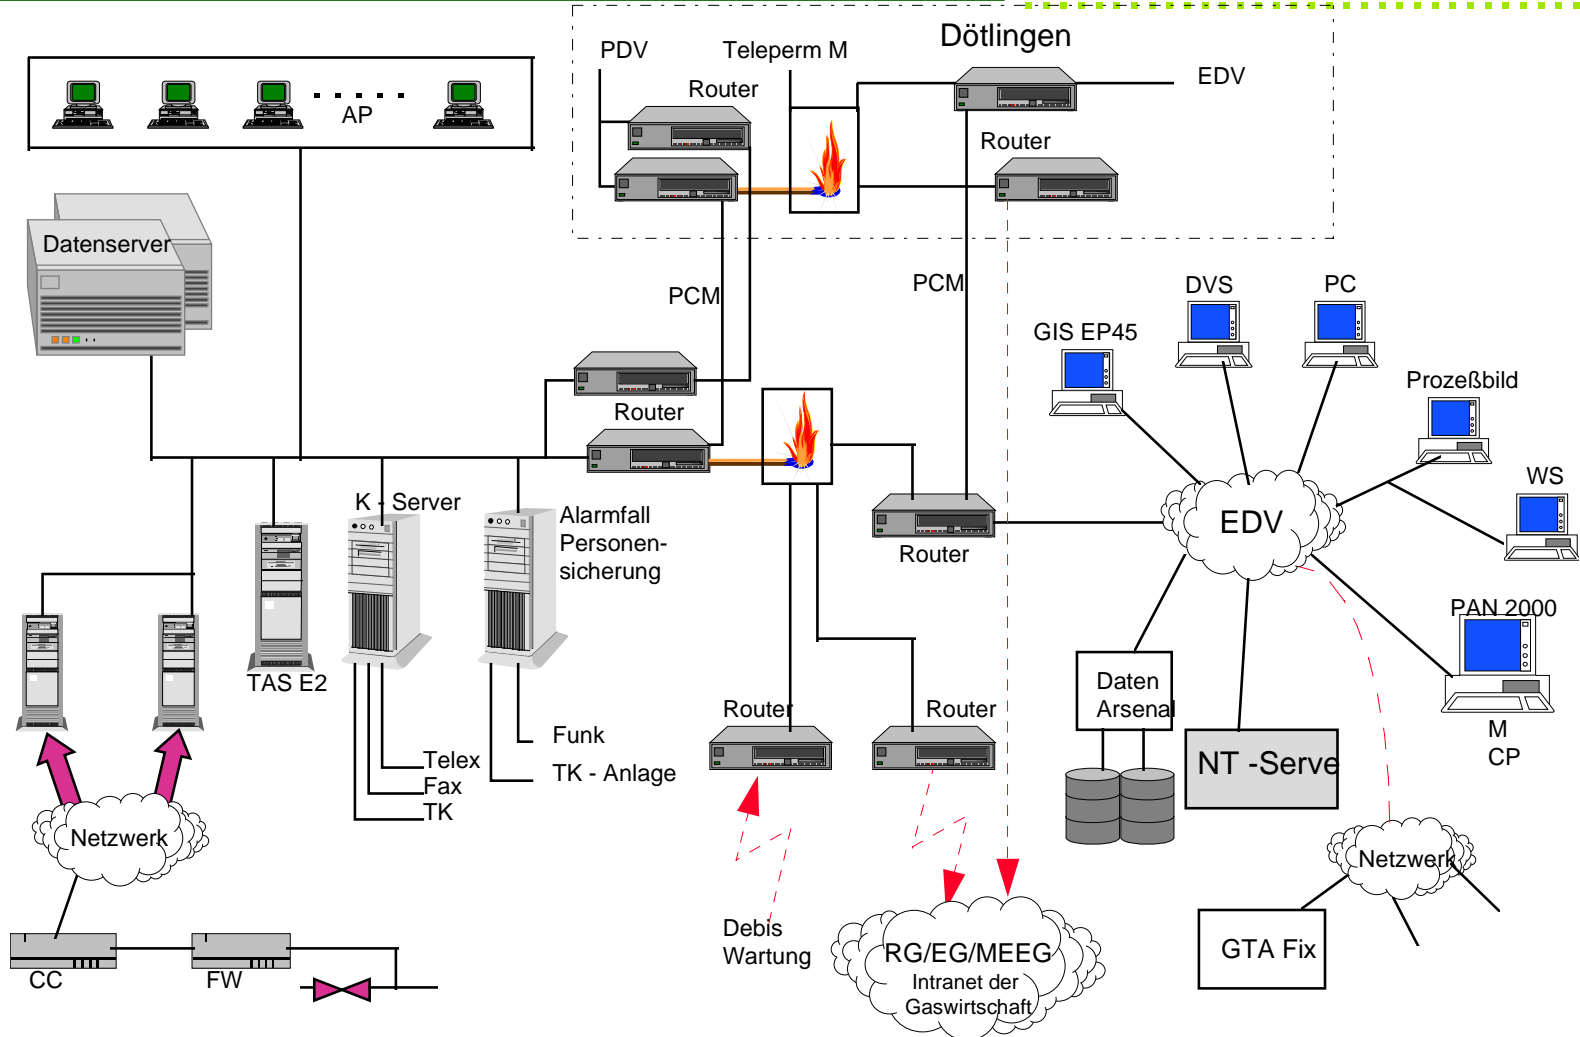 Dötlingen
PDV
Teleperm M
EDV
Router
Router
AP
Datenserver
PCM
PCM
DVS
PC
GIS EP45
Prozeßbild
Router
WS
K - Server
Alarmfall
Personen-
sicherung
EDV
Router
TAS E2
PAN 2000
M
CP
Daten
Arsenal
Router
Router
Funk
TK - Anlage
Telex
Fax
TK
NT -Serve
Netzwerk
Netzwerk
Debis
Wartung
RG/EG/MEEG
Intranet der
Gaswirtschaft
GTA Fix
CC
FW